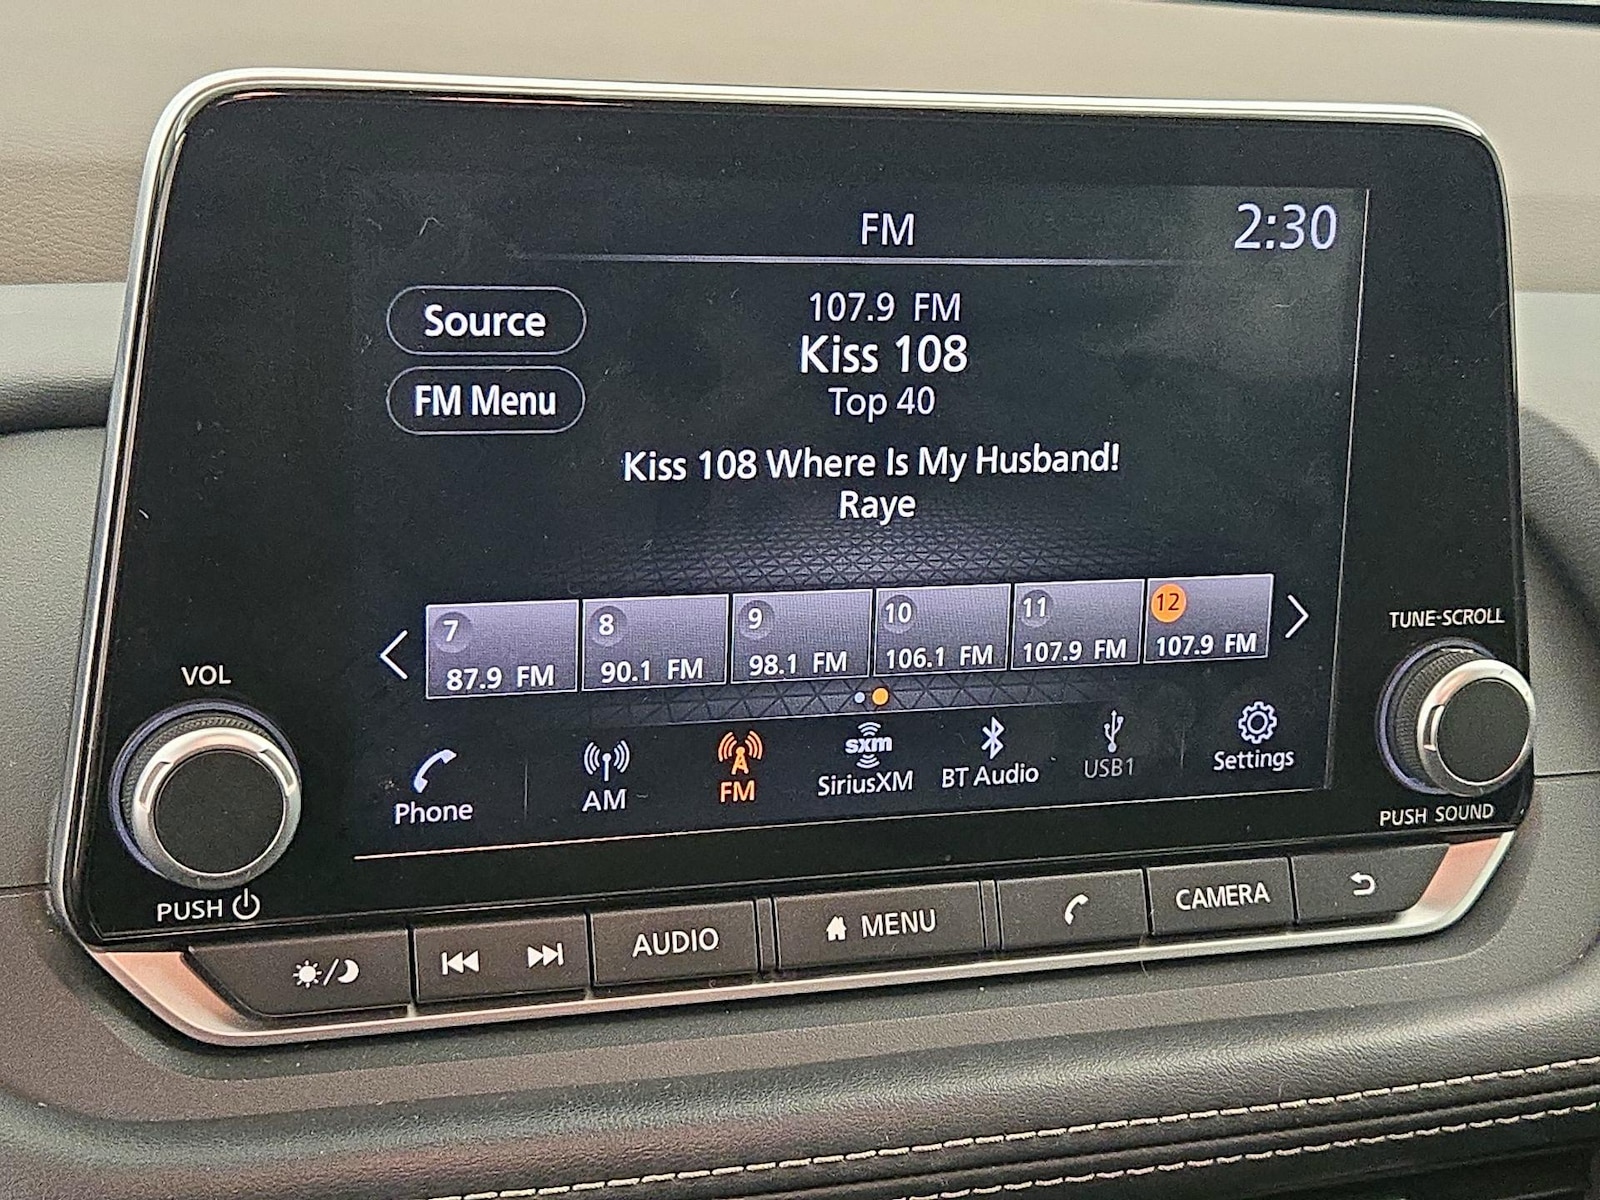 FM
2:30
Source
107.9 FM
Kiss 108
FM Menu
Top 40
Kiss 108 Where Is My Husband!
Raye
7
8
9
10
11
12
87.9 FM
90.1 FM
98.1 FM
106.1 FM
107.9 FM
107.9 FM
TUNE-SCROLL
VOL
Phone
AM
FM
sxm
SiriusXM
BT Audio
USB1
Settings
PUSH SOUND
PUSH
AUDIO
MENU
CAMERA